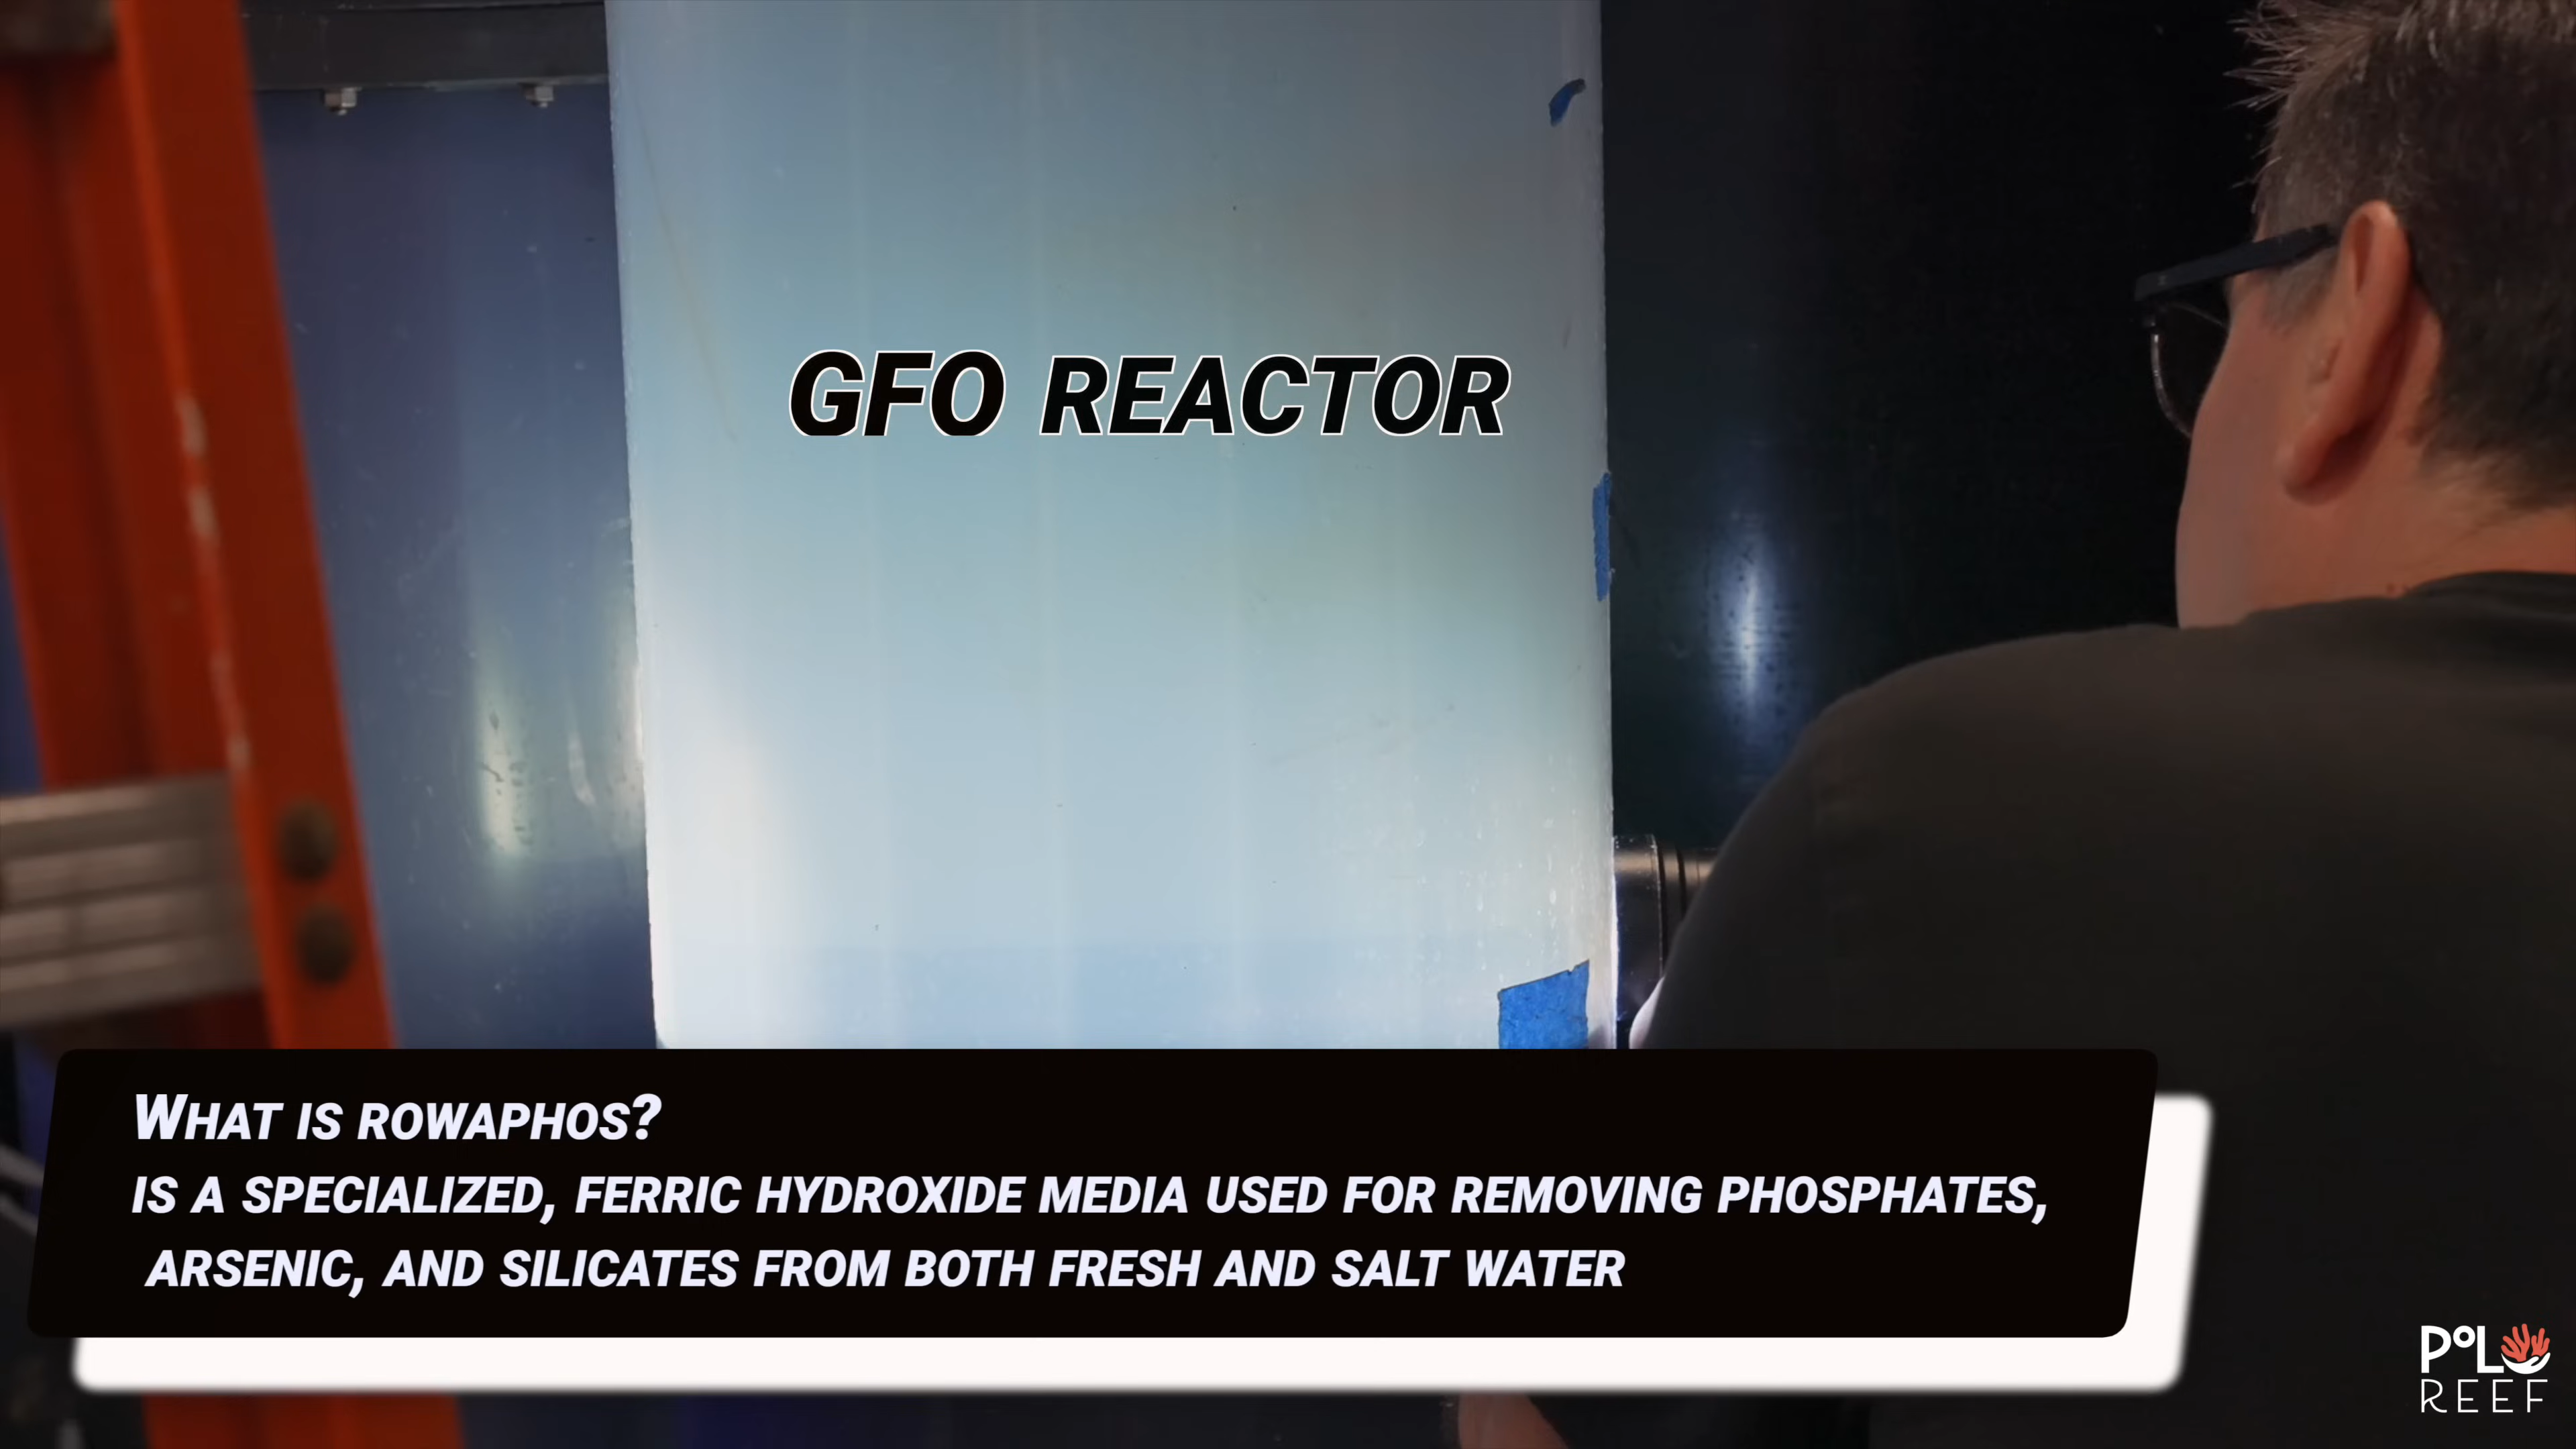 GFO REACTOR
WHAT IS ROWAPHOS?
IS A SPECIALIZED, FERRIC HYDROXIDE MEDIA USED FOR REMOVING PHOSPHATES,
ARSENIC, AND SILICATES FROM BOTH FRESH AND SALT WATER
POLO
REEF